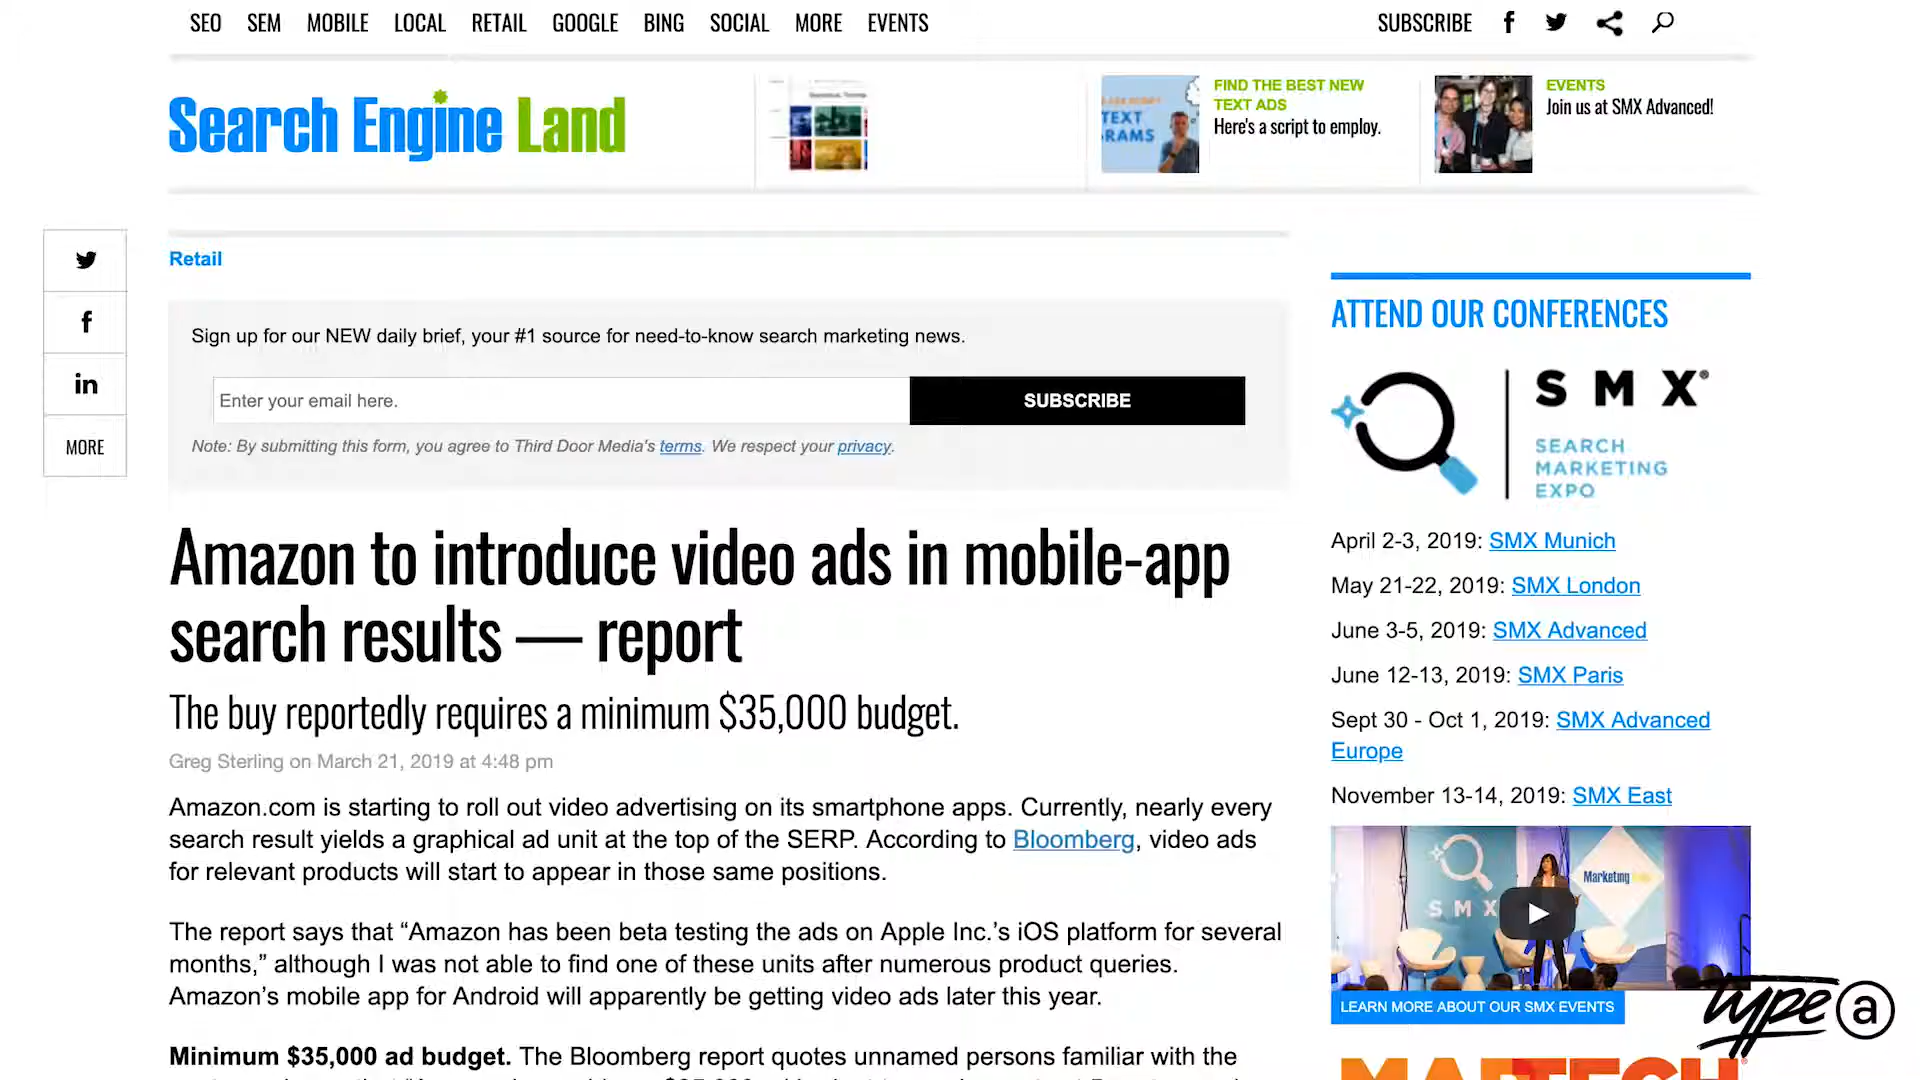 SEO SEM MOBILE LOCAL RETAIL GOOGLE BING SOCIAL MORE EVENTS SUBSCRIBE
Search Engine Land
TEXT
RAMS
FIND THE BEST NEW
TEXT ADS
Here's a script to employ.
EVENTS
Join us at SMX Advanced!
MORE
Retail
Sign up for our NEW daily brief, your #1 source for need-to-know search marketing news.
Enter your email here.
SUBSCRIBE
Note: By submitting this form, you agree to Third Door Media's terms. We respect your privacy.
Amazon to introduce video ads in mobile-app
search results — report
The buy reportedly requires a minimum $35,000 budget.
Greg Sterling on March 21, 2019 at 4:48 pm
Amazon.com is starting to roll out video advertising on its smartphone apps. Currently, nearly every
search result yields a graphical ad unit at the top of the SERP. According to Bloomberg, video ads
for relevant products will start to appear in those same positions.
The report says that “Amazon has been beta testing the ads on Apple Inc.’s iOS platform for several
months,” although I was not able to find one of these units after numerous product queries.
Amazon’s mobile app for Android will apparently be getting video ads later this year.
Minimum $35,000 ad budget. The Bloomberg report quotes unnamed persons familiar with the
ATTEND OUR CONFERENCES
SMX®
SEARCH
MARKETING
EXPO
April 2-3, 2019: SMX Munich
May 21-22, 2019: SMX London
June 3-5, 2019: SMX Advanced
June 12-13, 2019: SMX Paris
Sept 30 - Oct 1, 2019: SMX Advanced
Europe
November 13-14, 2019: SMX East
Marketing
SMX
LEARN MORE ABOUT OUR SMX EVENTS
type a
MARTECH